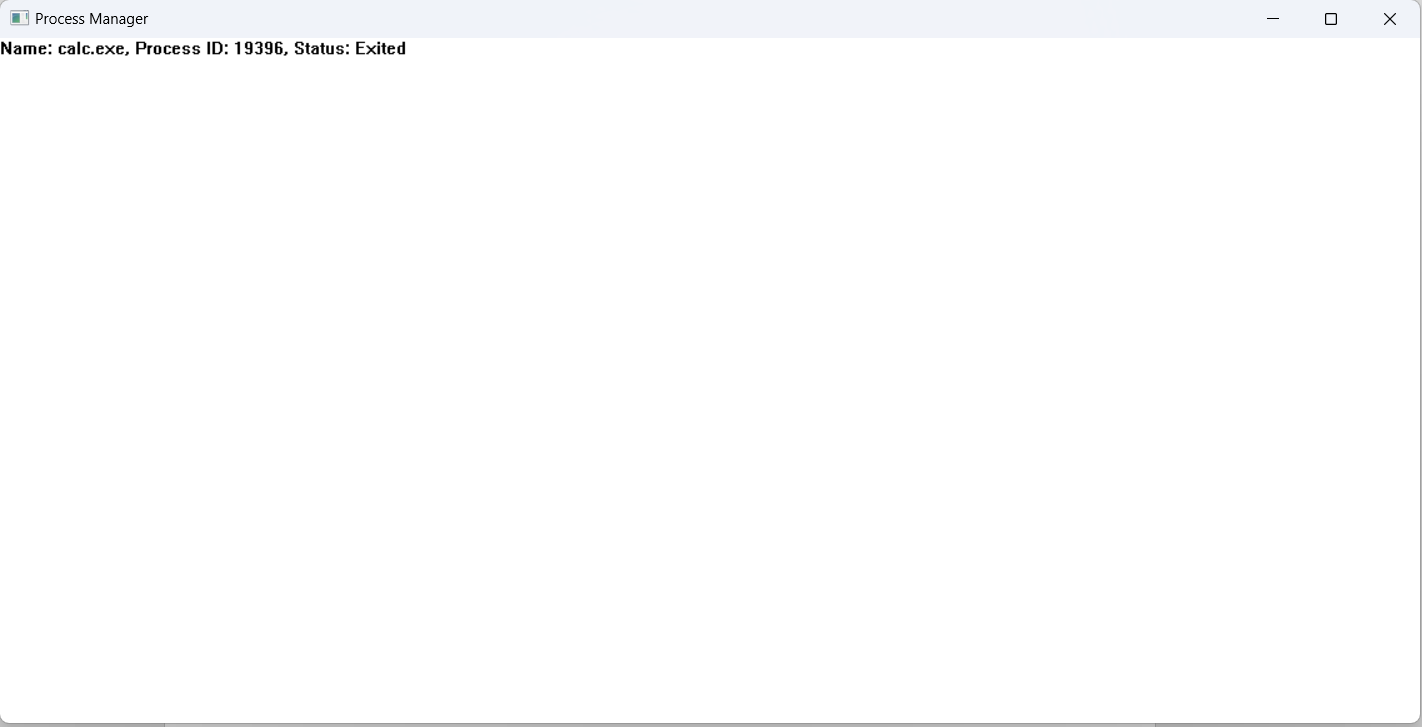 Process Manager
Name: calc.exe, Process ID: 19396, Status: Exited